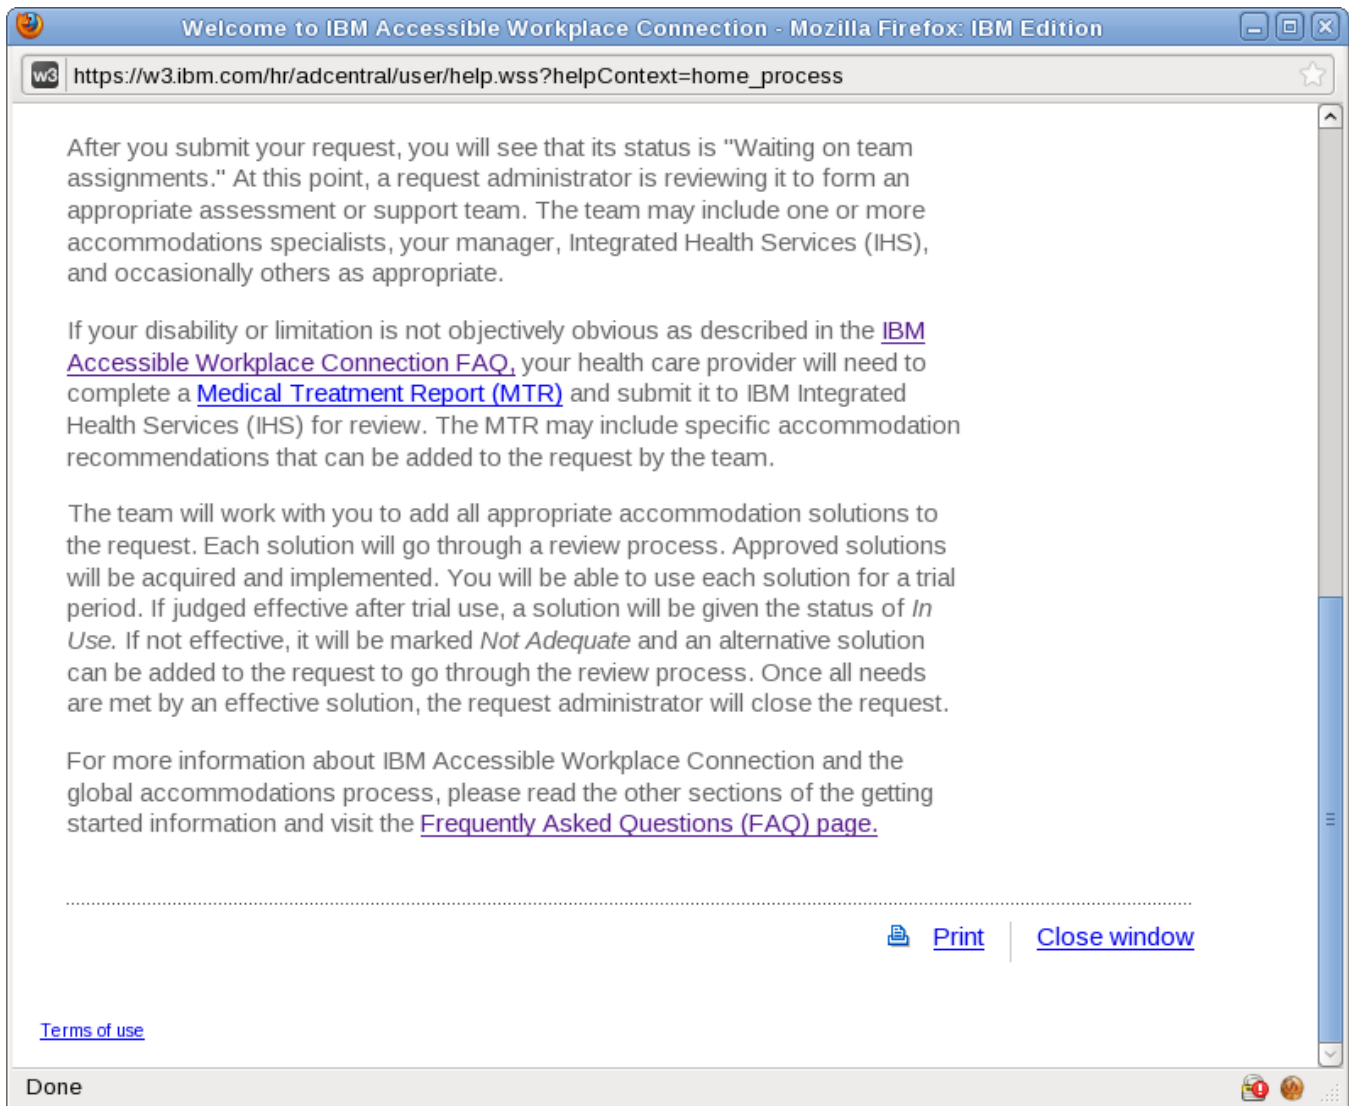 Welcome to IBM Accessible Workplace Connection - Mozilla Firefox: IBM Edition
w3 https://w3.ibm.com/hr/adcentral/user/help.wss?helpContext=home_process
After you submit your request, you will see that its status is "Waiting on team
assignments." At this point, a request administrator is reviewing it to form an
appropriate assessment or support team. The team may include one or more
accommodations specialists, your manager, Integrated Health Services (IHS),
and occasionally others as appropriate.
If your disability or limitation is not objectively obvious as described in the IBM
Accessible Workplace Connection FAQ, your health care provider will need to
complete a Medical Treatment Report (MTR) and submit it to IBM Integrated
Health Services (IHS) for review. The MTR may include specific accommodation
recommendations that can be added to the request by the team.
The team will work with you to add all appropriate accommodation solutions to
the request. Each solution will go through a review process. Approved solutions
will be acquired and implemented. You will be able to use each solution for a trial
period. If judged effective after trial use, a solution will be given the status of In
Use. If not effective, it will be marked Not Adequate and an alternative solution
can be added to the request to go through the review process. Once all needs
are met by an effective solution, the request administrator will close the request.
For more information about IBM Accessible Workplace Connection and the
global accommodations process, please read the other sections of the getting
started information and visit the Frequently Asked Questions (FAQ) page.
Print Close window
Terms of use
Done